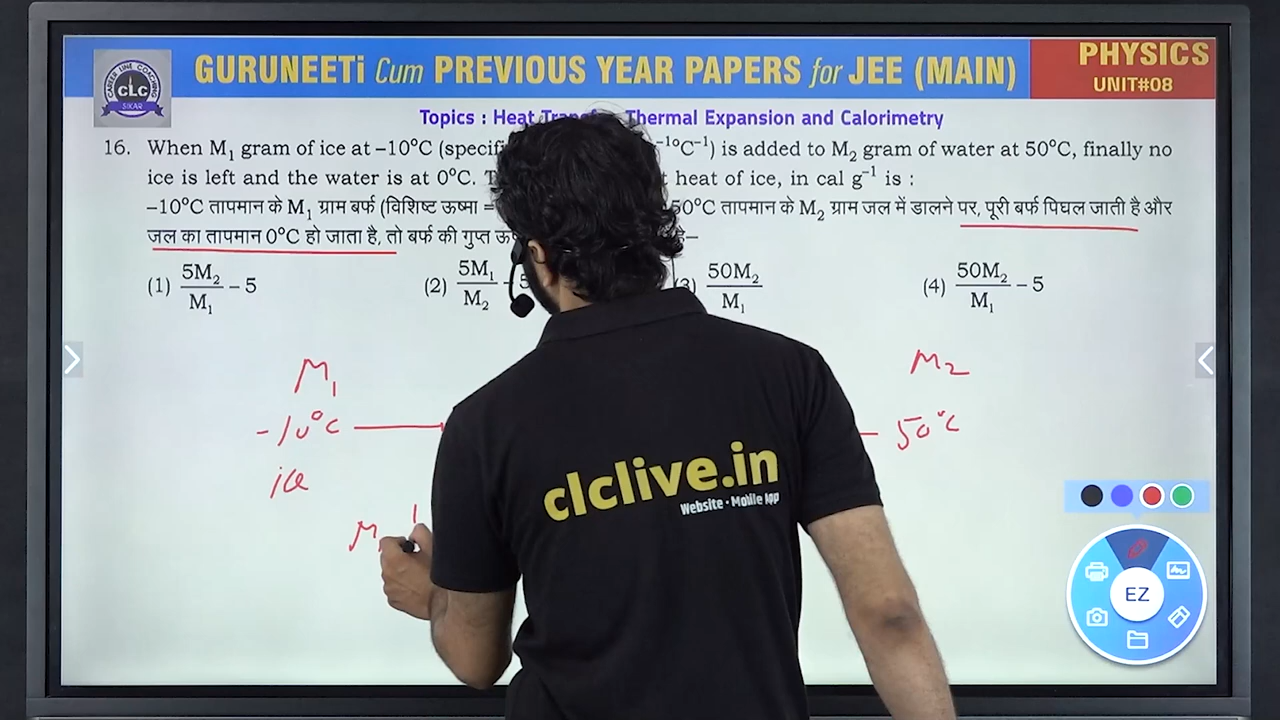 GURUNEETi Cum PREVIOUS YEAR PAPERS for JEE (MAIN)
PHYSICS
UNIT#08
CAREER LINE COACHING
CLC
SIKAR
Topics : Heat Thermal Expansion and Calorimetry
16. When M₁ gram of ice at –10°C ⁻¹°C⁻¹) is added to M₂ gram of water at 50°C, finally no
ice is left and the water is at 0°C. heat of ice, in cal g⁻¹ is :
–10°C तापमान के M₁ ग्राम बर्फ (विशिष्ट ऊष्मा = 50°C तापमान के M₂ ग्राम जल में डालने पर, पूरी बर्फ पिघल जाती है और
जल का तापमान 0°C हो जाता है, तो बर्फ की गुप्त
(1) 5M₂/M₁ – 5 (2) 5M₁/M₂ (3) 50M₂/M₁ (4) 50M₂/M₁ – 5
M₁ M₂
-10°C 50°C
ice
M
clclive.in
Website • Mobile App
EZ